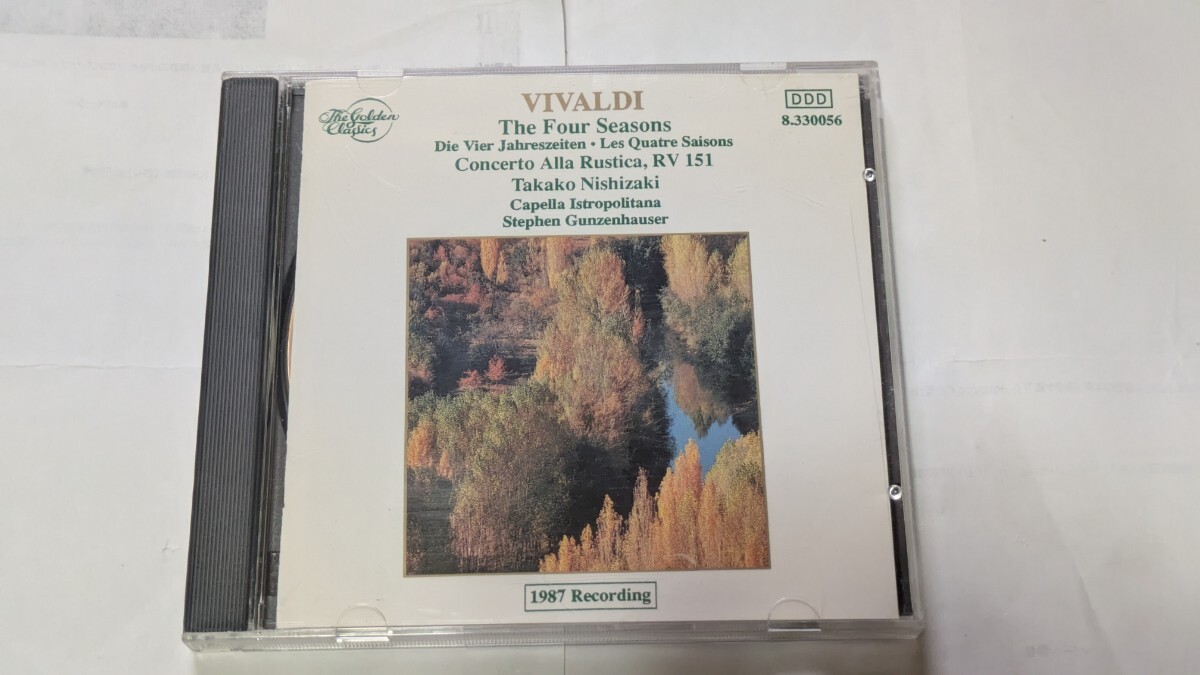 The Golden
Classics
VIVALDI
The Four Seasons
Die Vier Jahreszeiten • Les Quatre Saisons
Concerto Alla Rustica, RV 151
Takako Nishizaki
Capella Istropolitana
Stephen Gunzenhauser
DDD
8.330056
1987 Recording